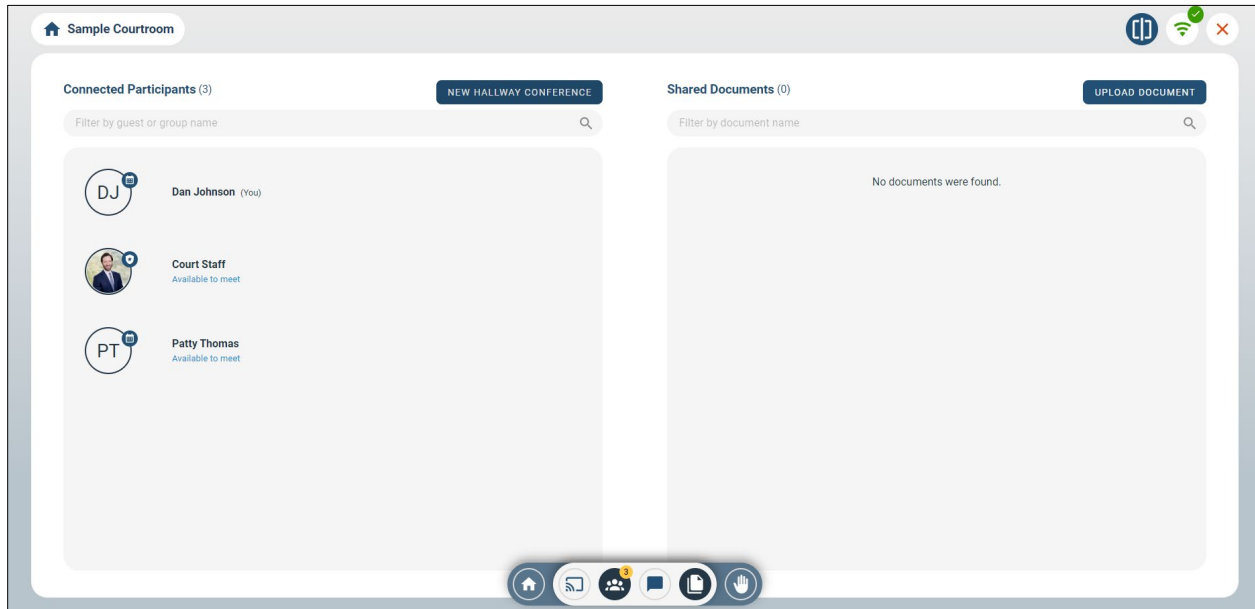 Sample Courtroom
Connected Participants (3)
NEW HALLWAY CONFERENCE
Filter by guest or group name
DJ
Dan Johnson (You)
Court Staff
Available to meet
PT
Patty Thomas
Available to meet
Shared Documents (0)
UPLOAD DOCUMENT
Filter by document name
No documents were found.
3